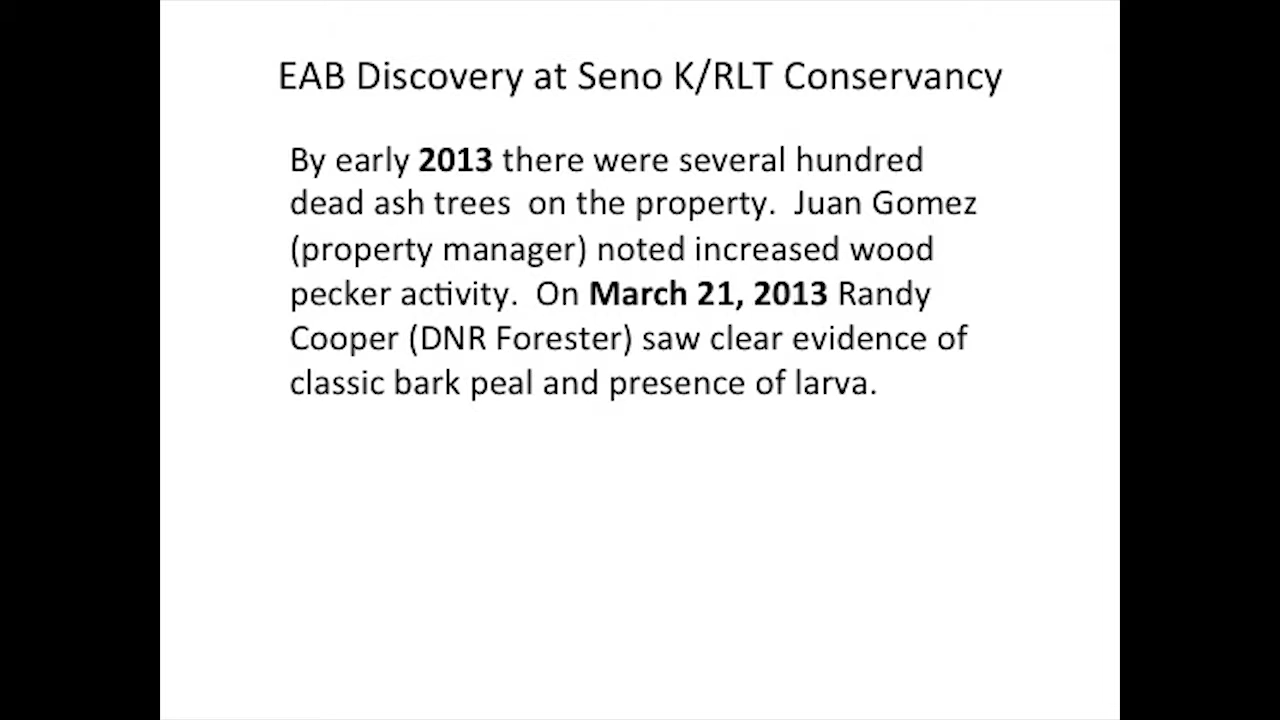 EAB Discovery at Seno K/RLT Conservancy
By early 2013 there were several hundred
dead ash trees  on the property.  Juan Gomez
(property manager) noted increased wood
pecker activity.  On March 21, 2013 Randy
Cooper (DNR Forester) saw clear evidence of
classic bark peal and presence of larva.